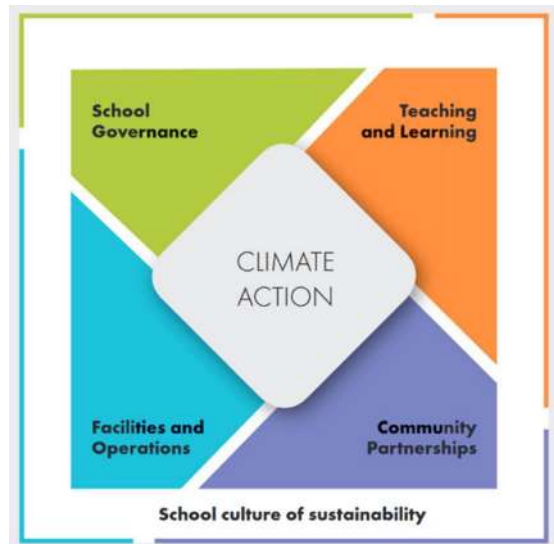 School
Governance
Teaching
and Learning
CLIMATE
ACTION
Facilities and
Operations
Community
Partnerships
School culture of sustainability